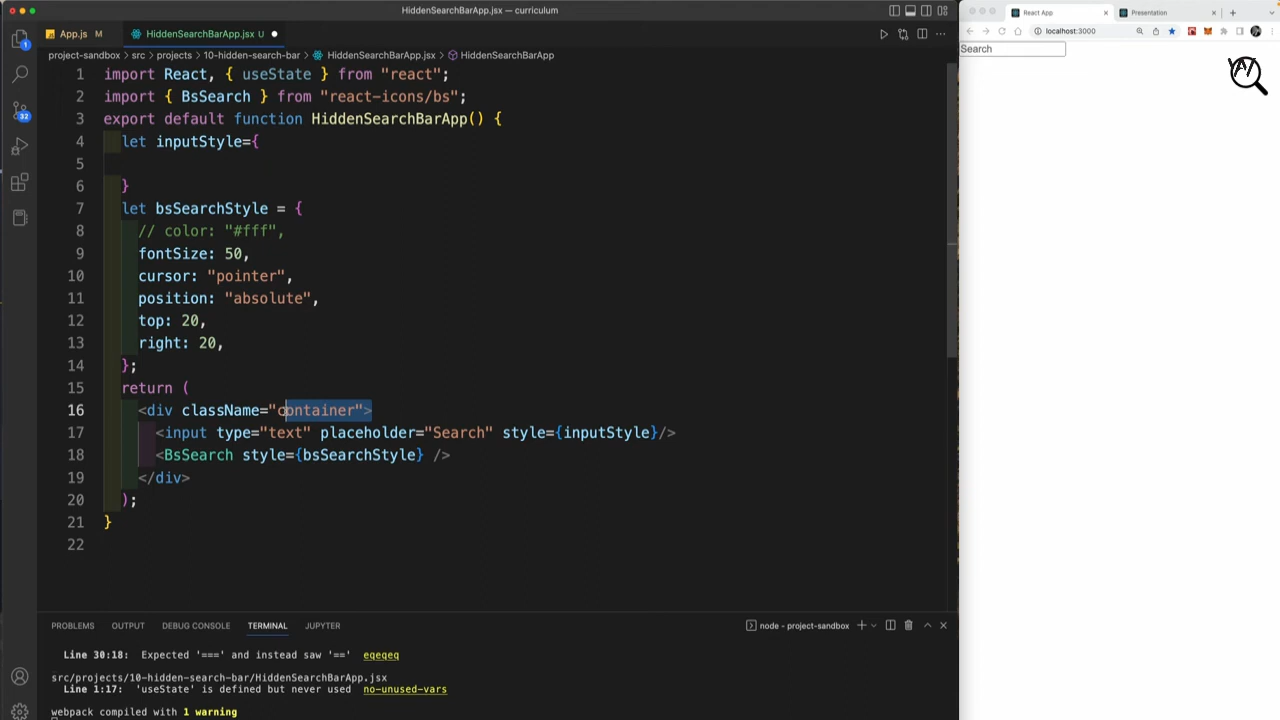 HiddenSearchBarApp.jsx — curriculum
App.js M
HiddenSearchBarApp.jsx U
project-sandbox > src > projects > 10-hidden-search-bar > HiddenSearchBarApp.jsx > HiddenSearchBarApp
1 import React, { useState } from "react";
2 import { BsSearch } from "react-icons/bs";
3 export default function HiddenSearchBarApp() {
4 let inputStyle={
5
6 }
7 let bsSearchStyle = {
8 // color: "#fff",
9 fontSize: 50,
10 cursor: "pointer",
11 position: "absolute",
12 top: 20,
13 right: 20,
14 };
15 return (
16 <div className="container">
17 <input type="text" placeholder="Search" style={inputStyle}/>
18 <BsSearch style={bsSearchStyle} />
19 </div>
20 );
21 }
22
1
32
PROBLEMS OUTPUT DEBUG CONSOLE TERMINAL JUPYTER
node - project-sandbox
Line 30:18: Expected '===' and instead saw '==' eqeqeq
src/projects/10-hidden-search-bar/HiddenSearchBarApp.jsx
Line 1:17: 'useState' is defined but never used no-unused-vars
webpack compiled with 1 warning
React App
Presentation
localhost:3000
Search